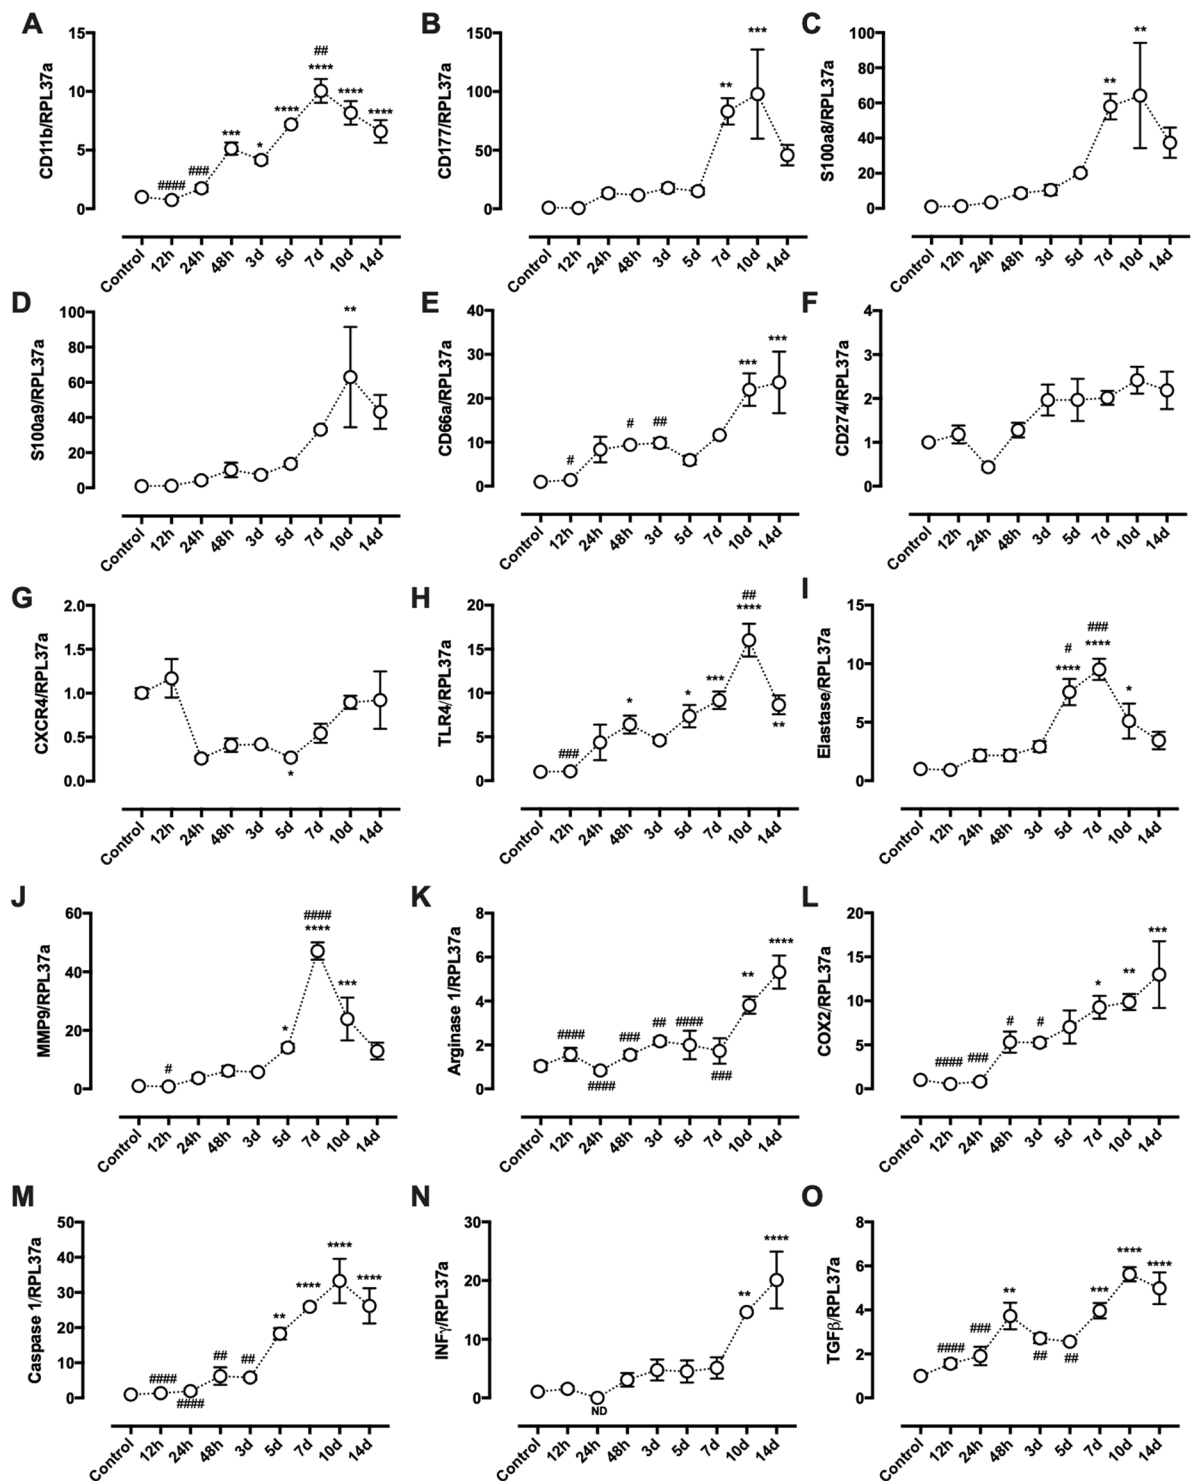 A
CD11b/RPL37a
15
10
5
0
####
###
***
*
****
##
****
****
****
Control
12h
24h
48h
3d
5d
7d
10d
14d
B
CD177/RPL37a
150
100
50
0
**
***
Control
12h
24h
48h
3d
5d
7d
10d
14d
C
S100a8/RPL37a
100
80
60
40
20
0
**
**
Control
12h
24h
48h
3d
5d
7d
10d
14d
D
S100a9/RPL37a
100
80
60
40
20
0
**
Control
12h
24h
48h
3d
5d
7d
10d
14d
E
CD66a/RPL37a
40
30
20
10
0
#
#
##
***
***
Control
12h
24h
48h
3d
5d
7d
10d
14d
F
CD274/RPL37a
4
3
2
1
0
Control
12h
24h
48h
3d
5d
7d
10d
14d
G
CXCR4/RPL37a
2.0
1.5
1.0
0.5
0.0
*
Control
12h
24h
48h
3d
5d
7d
10d
14d
H
TLR4/RPL37a
20
15
10
5
0
###
*
*
***
##
****
**
Control
12h
24h
48h
3d
5d
7d
10d
14d
I
Elastase/RPL37a
15
10
5
0
#
****
###
****
*
Control
12h
24h
48h
3d
5d
7d
10d
14d
J
MMP9/RPL37a
60
40
20
0
#
*
####
****
***
Control
12h
24h
48h
3d
5d
7d
10d
14d
K
Arginase 1/RPL37a
8
6
4
2
0
####
####
###
##
####
###
**
****
Control
12h
24h
48h
3d
5d
7d
10d
14d
L
COX2/RPL37a
20
15
10
5
0
####
###
#
#
*
**
***
Control
12h
24h
48h
3d
5d
7d
10d
14d
M
Caspase 1/RPL37a
50
40
30
20
10
0
####
####
##
##
**
****
****
****
Control
12h
24h
48h
3d
5d
7d
10d
14d
N
INFγ/RPL37a
30
20
10
0
ND
**
****
Control
12h
24h
48h
3d
5d
7d
10d
14d
O
TGFβ/RPL37a
8
6
4
2
0
####
###
**
##
##
***
****
****
Control
12h
24h
48h
3d
5d
7d
10d
14d